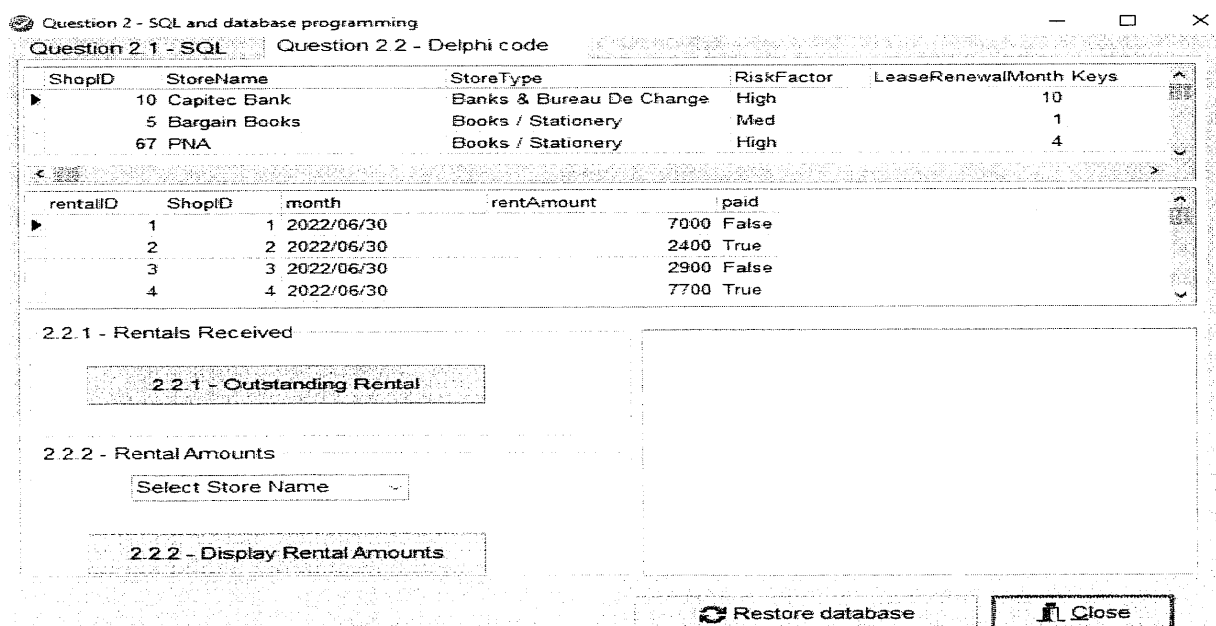 Question 2 - SQL and database programming
Question 2.1 - SQL Question 2.2 - Delphi code
ShopID StoreName StoreType RiskFactor LeaseRenewalMonth Keys
10 Capitec Bank Banks & Bureau De Change High 10
5 Bargain Books Books / Stationery Med 1
67 PNA Books / Stationery High 4
rentalID ShopID month rentAmount paid
1 1 2022/06/30 7000 False
2 2 2022/06/30 2400 True
3 3 2022/06/30 2900 False
4 4 2022/06/30 7700 True
2.2.1 - Rentals Received
2.2.1 - Outstanding Rental
2.2.2 - Rental Amounts
Select Store Name
2.2.2 - Display Rental Amounts
Restore database Close